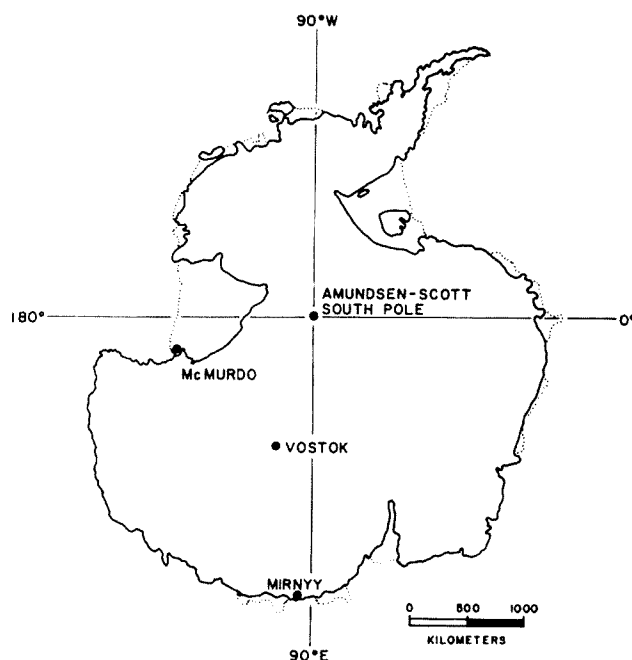 90°W
AMUNDSEN-SCOTT
SOUTH POLE
180°
0°
McMURDO
VOSTOK
MIRNYY
0 500 1000
KILOMETERS
90°E